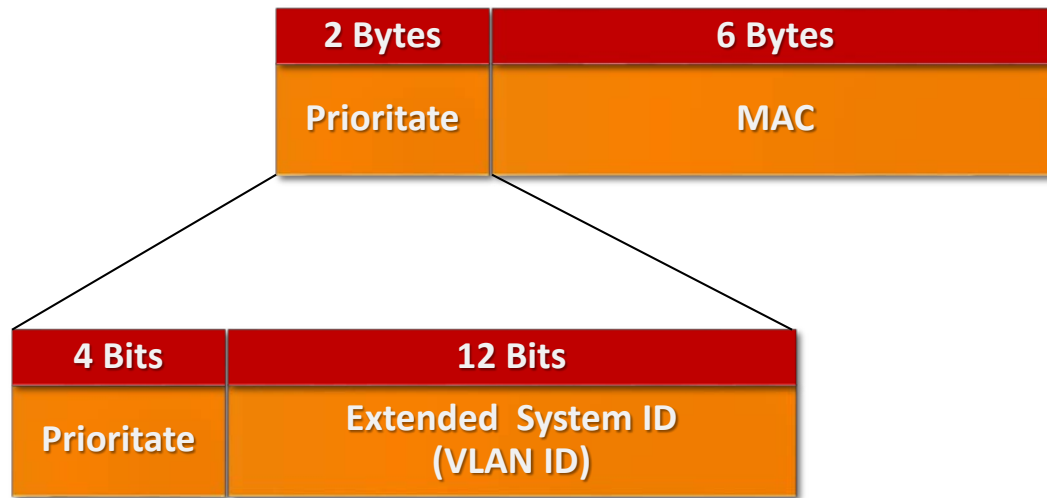 2 Bytes
6 Bytes
Prioritate
MAC
4 Bits
12 Bits
Prioritate
Extended System ID
(VLAN ID)